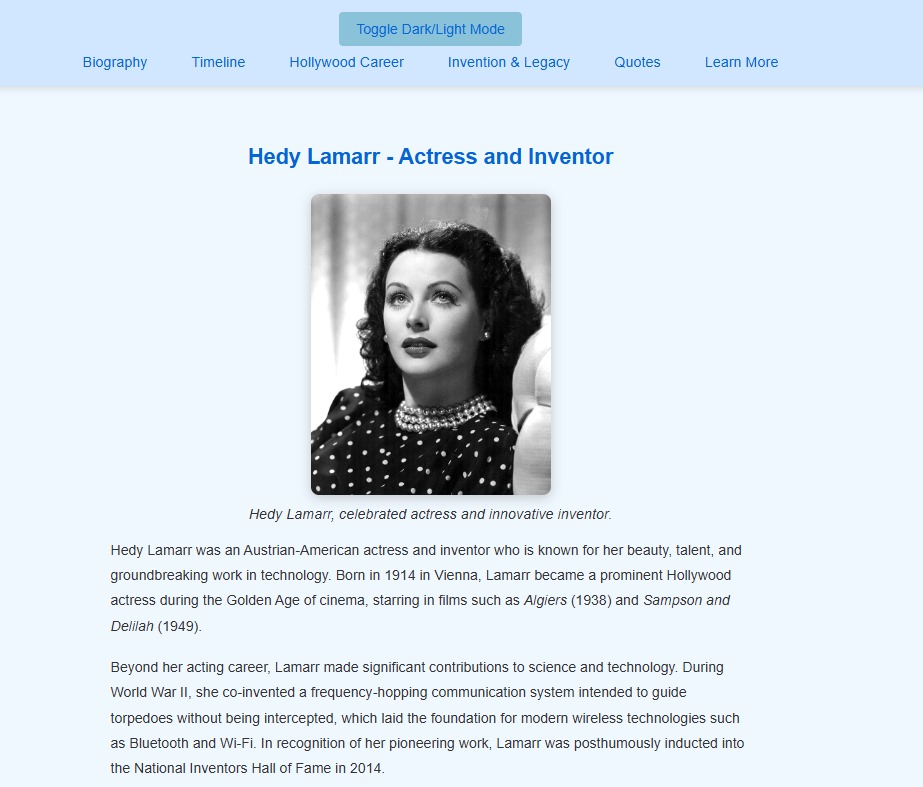 Toggle Dark/Light Mode
Biography Timeline Hollywood Career Invention & Legacy Quotes Learn More
Hedy Lamarr - Actress and Inventor
Hedy Lamarr, celebrated actress and innovative inventor.
Hedy Lamarr was an Austrian-American actress and inventor who is known for her beauty, talent, and
groundbreaking work in technology. Born in 1914 in Vienna, Lamarr became a prominent Hollywood
actress during the Golden Age of cinema, starring in films such as Algiers (1938) and Sampson and
Delilah (1949).
Beyond her acting career, Lamarr made significant contributions to science and technology. During
World War II, she co-invented a frequency-hopping communication system intended to guide
torpedoes without being intercepted, which laid the foundation for modern wireless technologies such
as Bluetooth and Wi-Fi. In recognition of her pioneering work, Lamarr was posthumously inducted into
the National Inventors Hall of Fame in 2014.